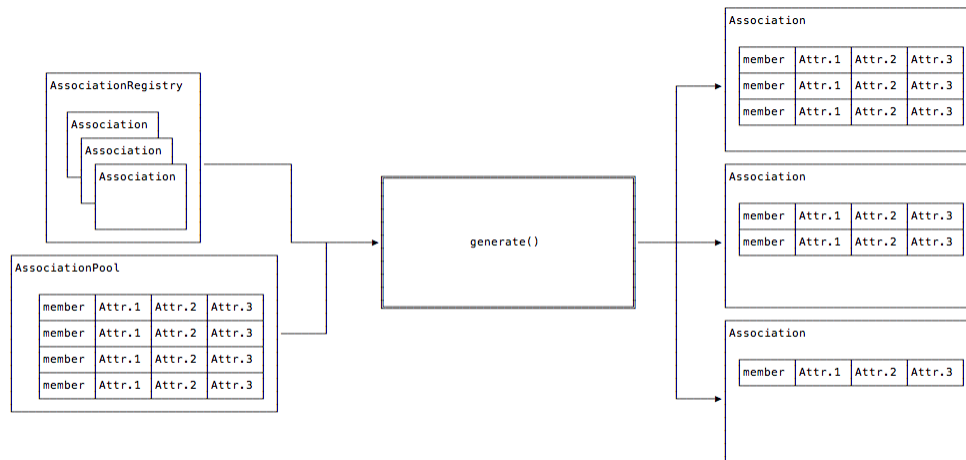 AssociationRegistry
Association
Association
Association
AssociationPool
member Attr.1 Attr.2 Attr.3
member Attr.1 Attr.2 Attr.3
member Attr.1 Attr.2 Attr.3
member Attr.1 Attr.2 Attr.3
generate()
Association
member Attr.1 Attr.2 Attr.3
member Attr.1 Attr.2 Attr.3
member Attr.1 Attr.2 Attr.3
Association
member Attr.1 Attr.2 Attr.3
member Attr.1 Attr.2 Attr.3
Association
member Attr.1 Attr.2 Attr.3